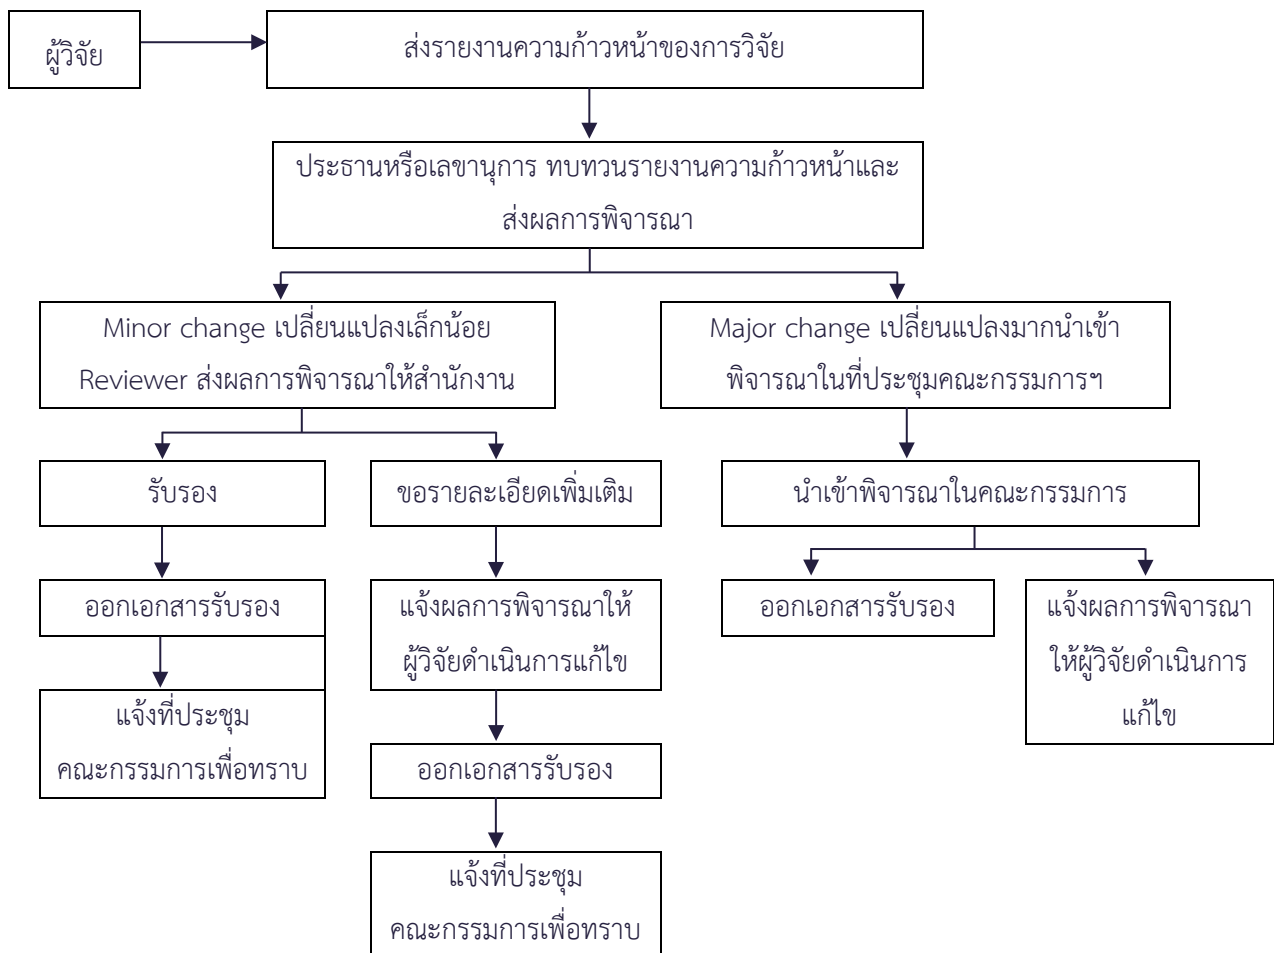 ผู้วิจัย
ส่งรายงานความก้าวหน้าของการวิจัย
ประธานหรือเลขานุการ ทบทวนรายงานความก้าวหน้าและ
ส่งผลการพิจารณา
Minor change เปลี่ยนแปลงเล็กน้อย
Reviewer ส่งผลการพิจารณาให้สำนักงาน
Major change เปลี่ยนแปลงมากนำเข้า
พิจารณาในที่ประชุมคณะกรรมการฯ
รับรอง
ขอรายละเอียดเพิ่มเติม
นำเข้าพิจารณาในคณะกรรมการ
ออกเอกสารรับรอง
แจ้งผลการพิจารณาให้
ผู้วิจัยดำเนินการแก้ไข
ออกเอกสารรับรอง
แจ้งผลการพิจารณา
ให้ผู้วิจัยดำเนินการ
แก้ไข
แจ้งที่ประชุม
คณะกรรมการเพื่อทราบ
ออกเอกสารรับรอง
แจ้งที่ประชุม
คณะกรรมการเพื่อทราบ